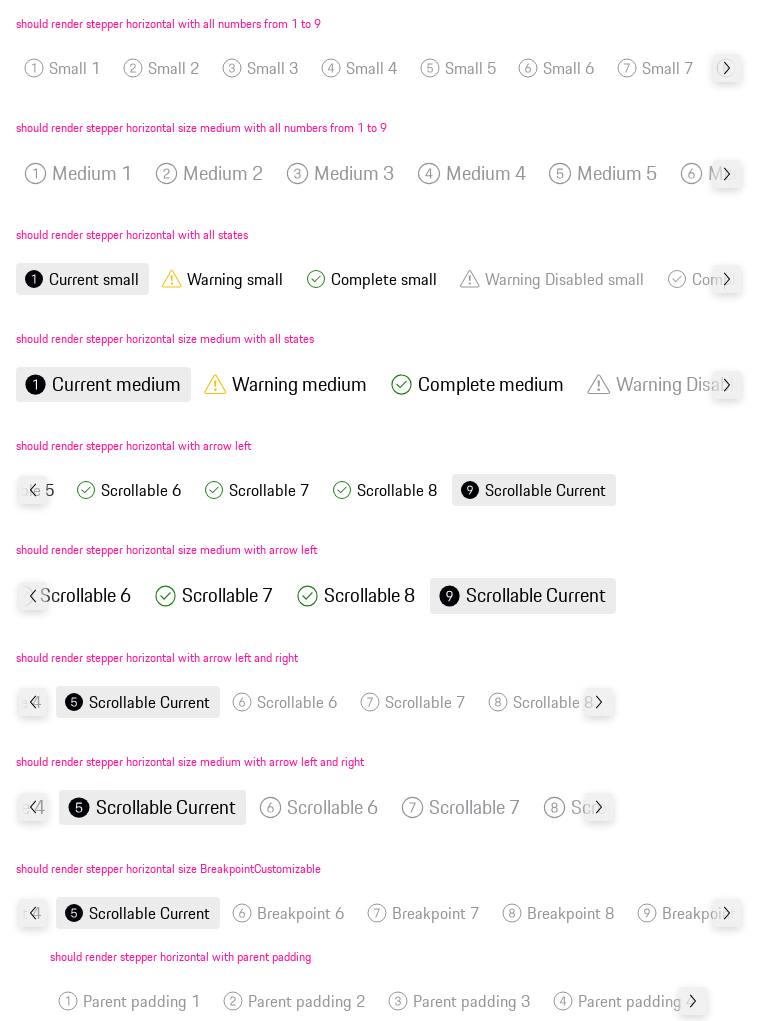 should render stepper horizontal with all numbers from 1 to 9
1 Small 1 2 Small 2 3 Small 3 4 Small 4 5 Small 5 6 Small 6 7 Small 7
should render stepper horizontal size medium with all numbers from 1 to 9
1 Medium 1 2 Medium 2 3 Medium 3 4 Medium 4 5 Medium 5 6 M
should render stepper horizontal with all states
1 Current small Warning small Complete small Warning Disabled small Com
should render stepper horizontal size medium with all states
1 Current medium Warning medium Complete medium Warning Disa
should render stepper horizontal with arrow left
5 Scrollable 6 Scrollable 7 Scrollable 8 9 Scrollable Current
should render stepper horizontal size medium with arrow left
Scrollable 6 Scrollable 7 Scrollable 8 9 Scrollable Current
should render stepper horizontal with arrow left and right
4 5 Scrollable Current 6 Scrollable 6 7 Scrollable 7 8 Scrollable 8
should render stepper horizontal size medium with arrow left and right
4 5 Scrollable Current 6 Scrollable 6 7 Scrollable 7 8 Scro
should render stepper horizontal size BreakpointCustomizable
4 5 Scrollable Current 6 Breakpoint 6 7 Breakpoint 7 8 Breakpoint 8 9 Breakpoint
should render stepper horizontal with parent padding
1 Parent padding 1 2 Parent padding 2 3 Parent padding 3 4 Parent padding 4